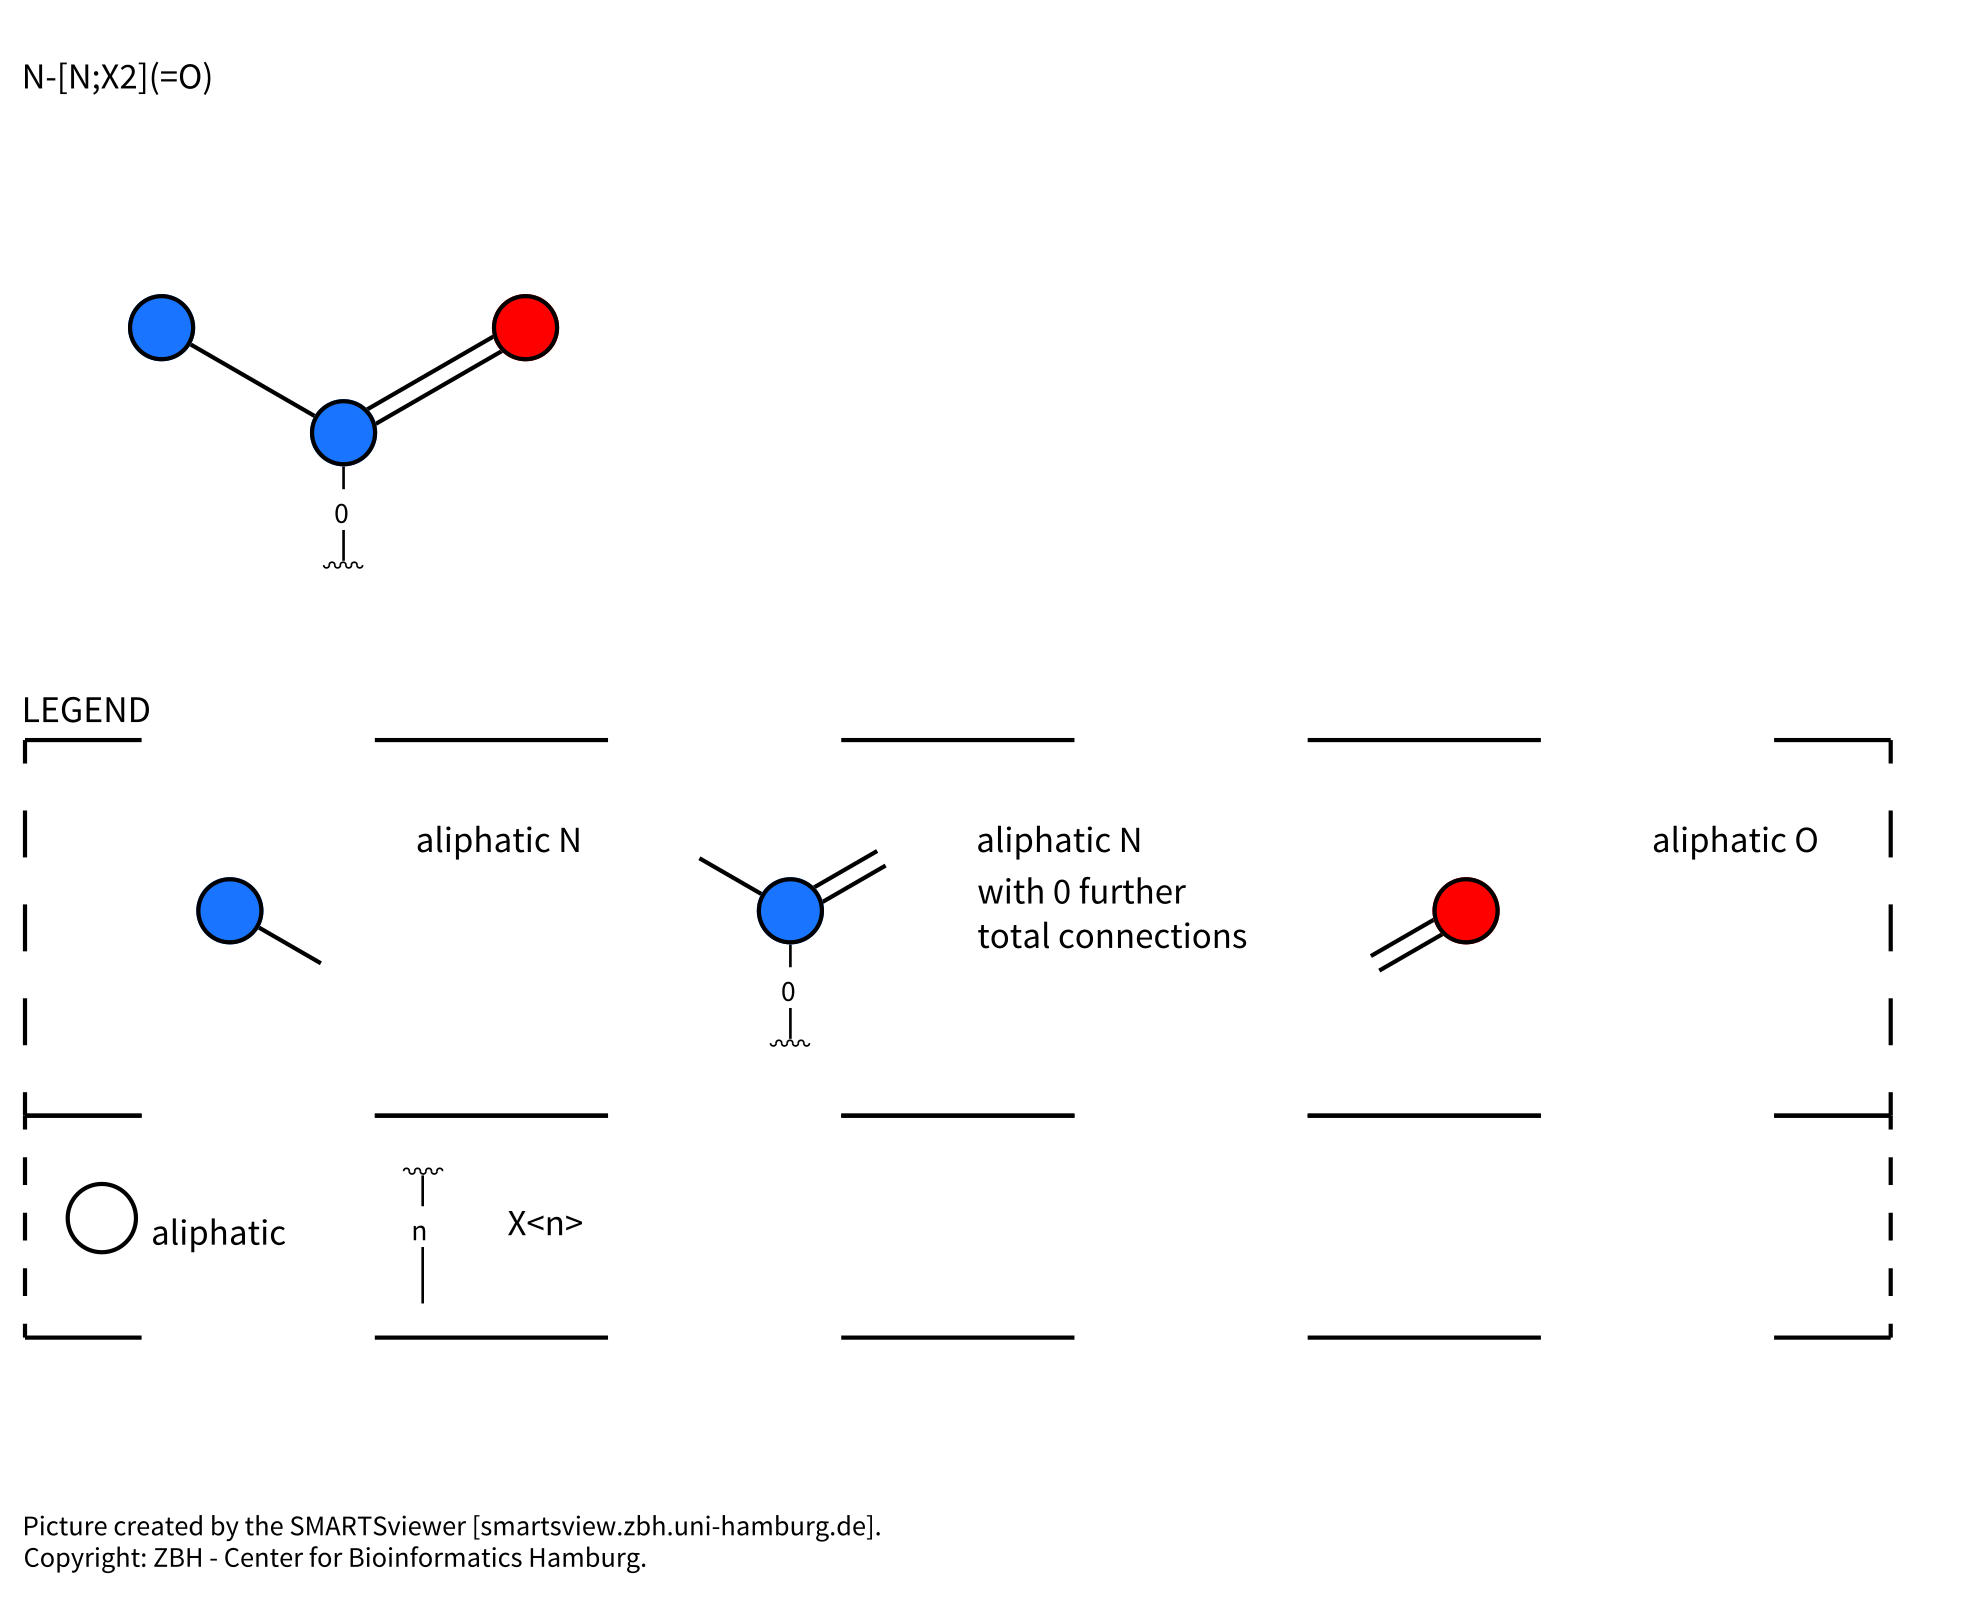 N-[N;X2](=O)
0
LEGEND
aliphatic N
aliphatic N
with 0 further
total connections
aliphatic O
0
aliphatic
n
X<n>
Picture created by the SMARTSviewer [smartsview.zbh.uni-hamburg.de].
Copyright: ZBH - Center for Bioinformatics Hamburg.